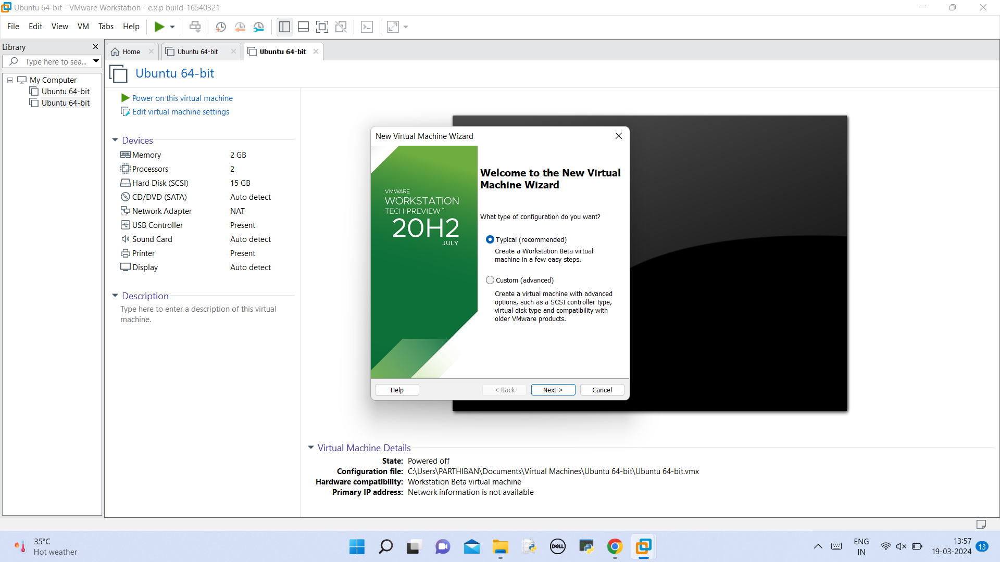 Ubuntu 64-bit - VMware Workstation - e.x.p build-16540321
File Edit View VM Tabs Help
Library
Type here to sea...
My Computer
Ubuntu 64-bit
Ubuntu 64-bit
Home
Ubuntu 64-bit
Ubuntu 64-bit
Ubuntu 64-bit
Power on this virtual machine
Edit virtual machine settings
Devices
Memory 2 GB
Processors 2
Hard Disk (SCSI) 15 GB
CD/DVD (SATA) Auto detect
Network Adapter NAT
USB Controller Present
Sound Card Auto detect
Printer Present
Display Auto detect
Description
Type here to enter a description of this virtual
machine.
New Virtual Machine Wizard
VMWARE
WORKSTATION
TECH PREVIEW™
20H2
JULY
Welcome to the New Virtual
Machine Wizard
What type of configuration do you want?
Typical (recommended)
Create a Workstation Beta virtual
machine in a few easy steps.
Custom (advanced)
Create a virtual machine with advanced
options, such as a SCSI controller type,
virtual disk type and compatibility with
older VMware products.
Help < Back Next > Cancel
Virtual Machine Details
State: Powered off
Configuration file: C:\Users\PARTHIBAN\Documents\Virtual Machines\Ubuntu 64-bit\Ubuntu 64-bit.vmx
Hardware compatibility: Workstation Beta virtual machine
Primary IP address: Network information is not available
35°C
Hot weather
DELL
ENG
IN
13:57
19-03-2024
13